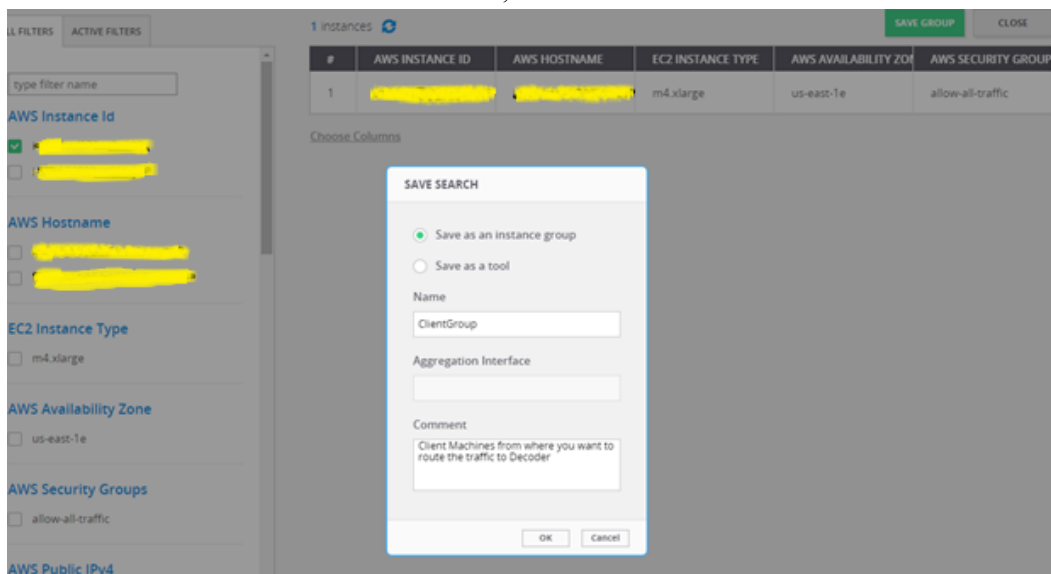 LL FILTERS
ACTIVE FILTERS
type filter name
AWS Instance Id
AWS Hostname
EC2 Instance Type
m4.xlarge
AWS Availability Zone
us-east-1e
AWS Security Groups
allow-all-traffic
AWS Public IPv4
1 instances
SAVE GROUP
CLOSE
# AWS INSTANCE ID AWS HOSTNAME EC2 INSTANCE TYPE AWS AVAILABILITY ZO AWS SECURITY GROUP
1 m4.xlarge us-east-1e allow-all-traffic
Choose Columns
SAVE SEARCH
Save as an instance group
Save as a tool
Name
ClientGroup
Aggregation Interface
Comment
Client Machines from where you want to
route the traffic to Decoder
OK Cancel